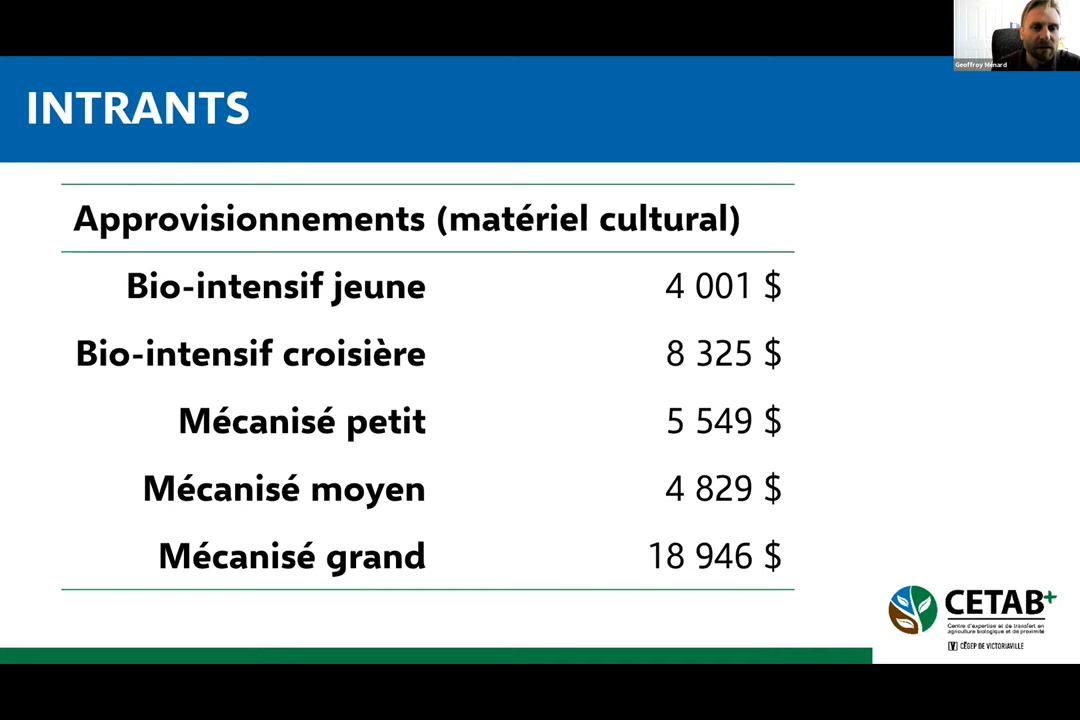 Geoffroy Ménard
INTRANTS
Approvisionnements (matériel cultural)
Bio-intensif jeune 4 001 $
Bio-intensif croisière 8 325 $
Mécanisé petit 5 549 $
Mécanisé moyen 4 829 $
Mécanisé grand 18 946 $
CETAB+
Centre d'expertise et de transfert en
agriculture biologique et de proximité
CÉGEP DE VICTORIAVILLE